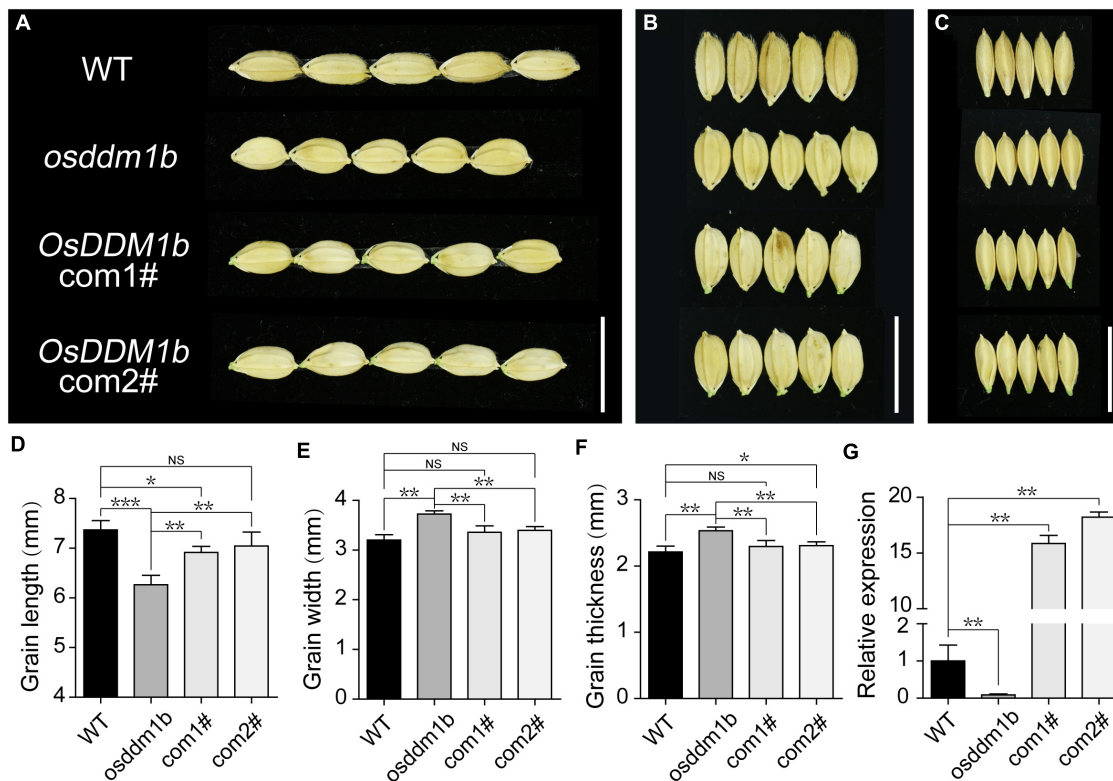 A
B
C
WT
osddm1b
OsDDM1b
com1#
OsDDM1b
com2#
D
NS
*
***
**
**
Grain length (mm)
8
7
6
5
4
WT
osddm1b
com1#
com2#
E
NS
NS
**
**
**
Grain width (mm)
4
3
2
1
0
WT
osddm1b
com1#
com2#
F
*
NS
**
**
**
Grain thickness (mm)
3
2
1
0
WT
osddm1b
com1#
com2#
G
**
**
**
Relative expression
20
15
10
2
1
0
WT
osddm1b
com1#
com2#